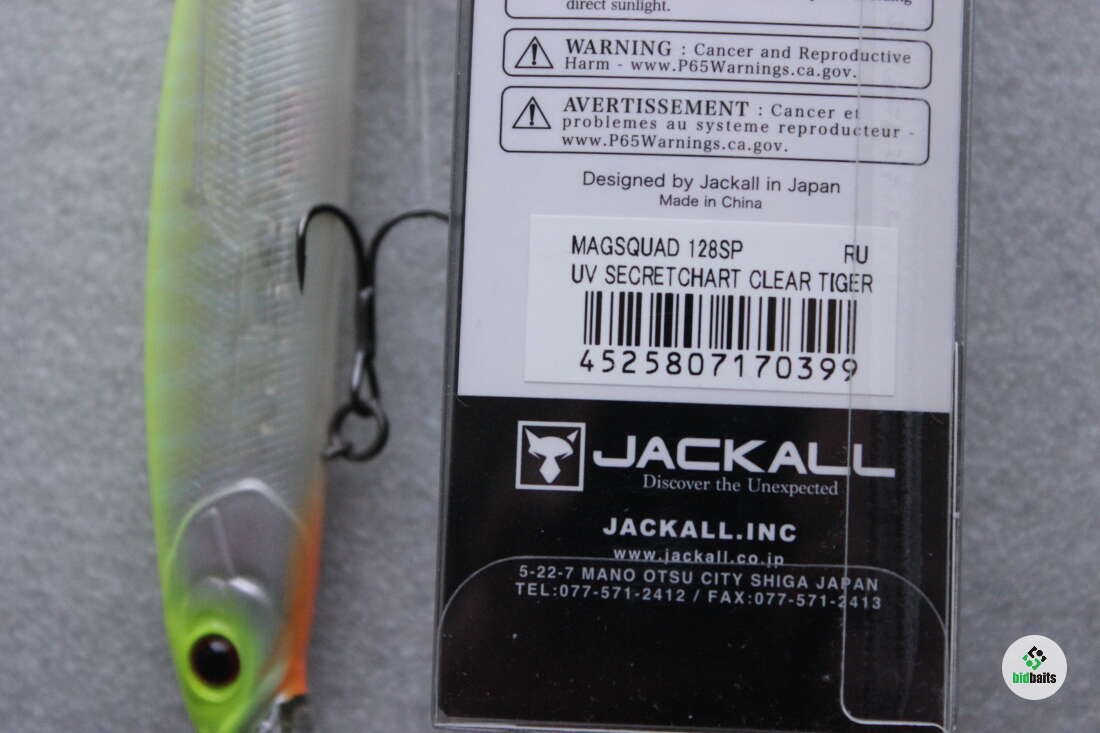 direct sunlight.
WARNING : Cancer and Reproductive
Harm - www.P65Warnings.ca.gov.
AVERTISSEMENT : Cancer et
problemes au systeme reproducteur -
www.P65Warnings.ca.gov.
Designed by Jackall in Japan
Made in China
MAGSQUAD 128SP RU
UV SECRETCHART CLEAR TIGER
4525807170399
JACKALL
Discover the Unexpected
JACKALL.INC
www.jackall.co.jp
5-22-7 MANO OTSU CITY SHIGA JAPAN
TEL:077-571-2412 / FAX:077-571-2413
bidbaits